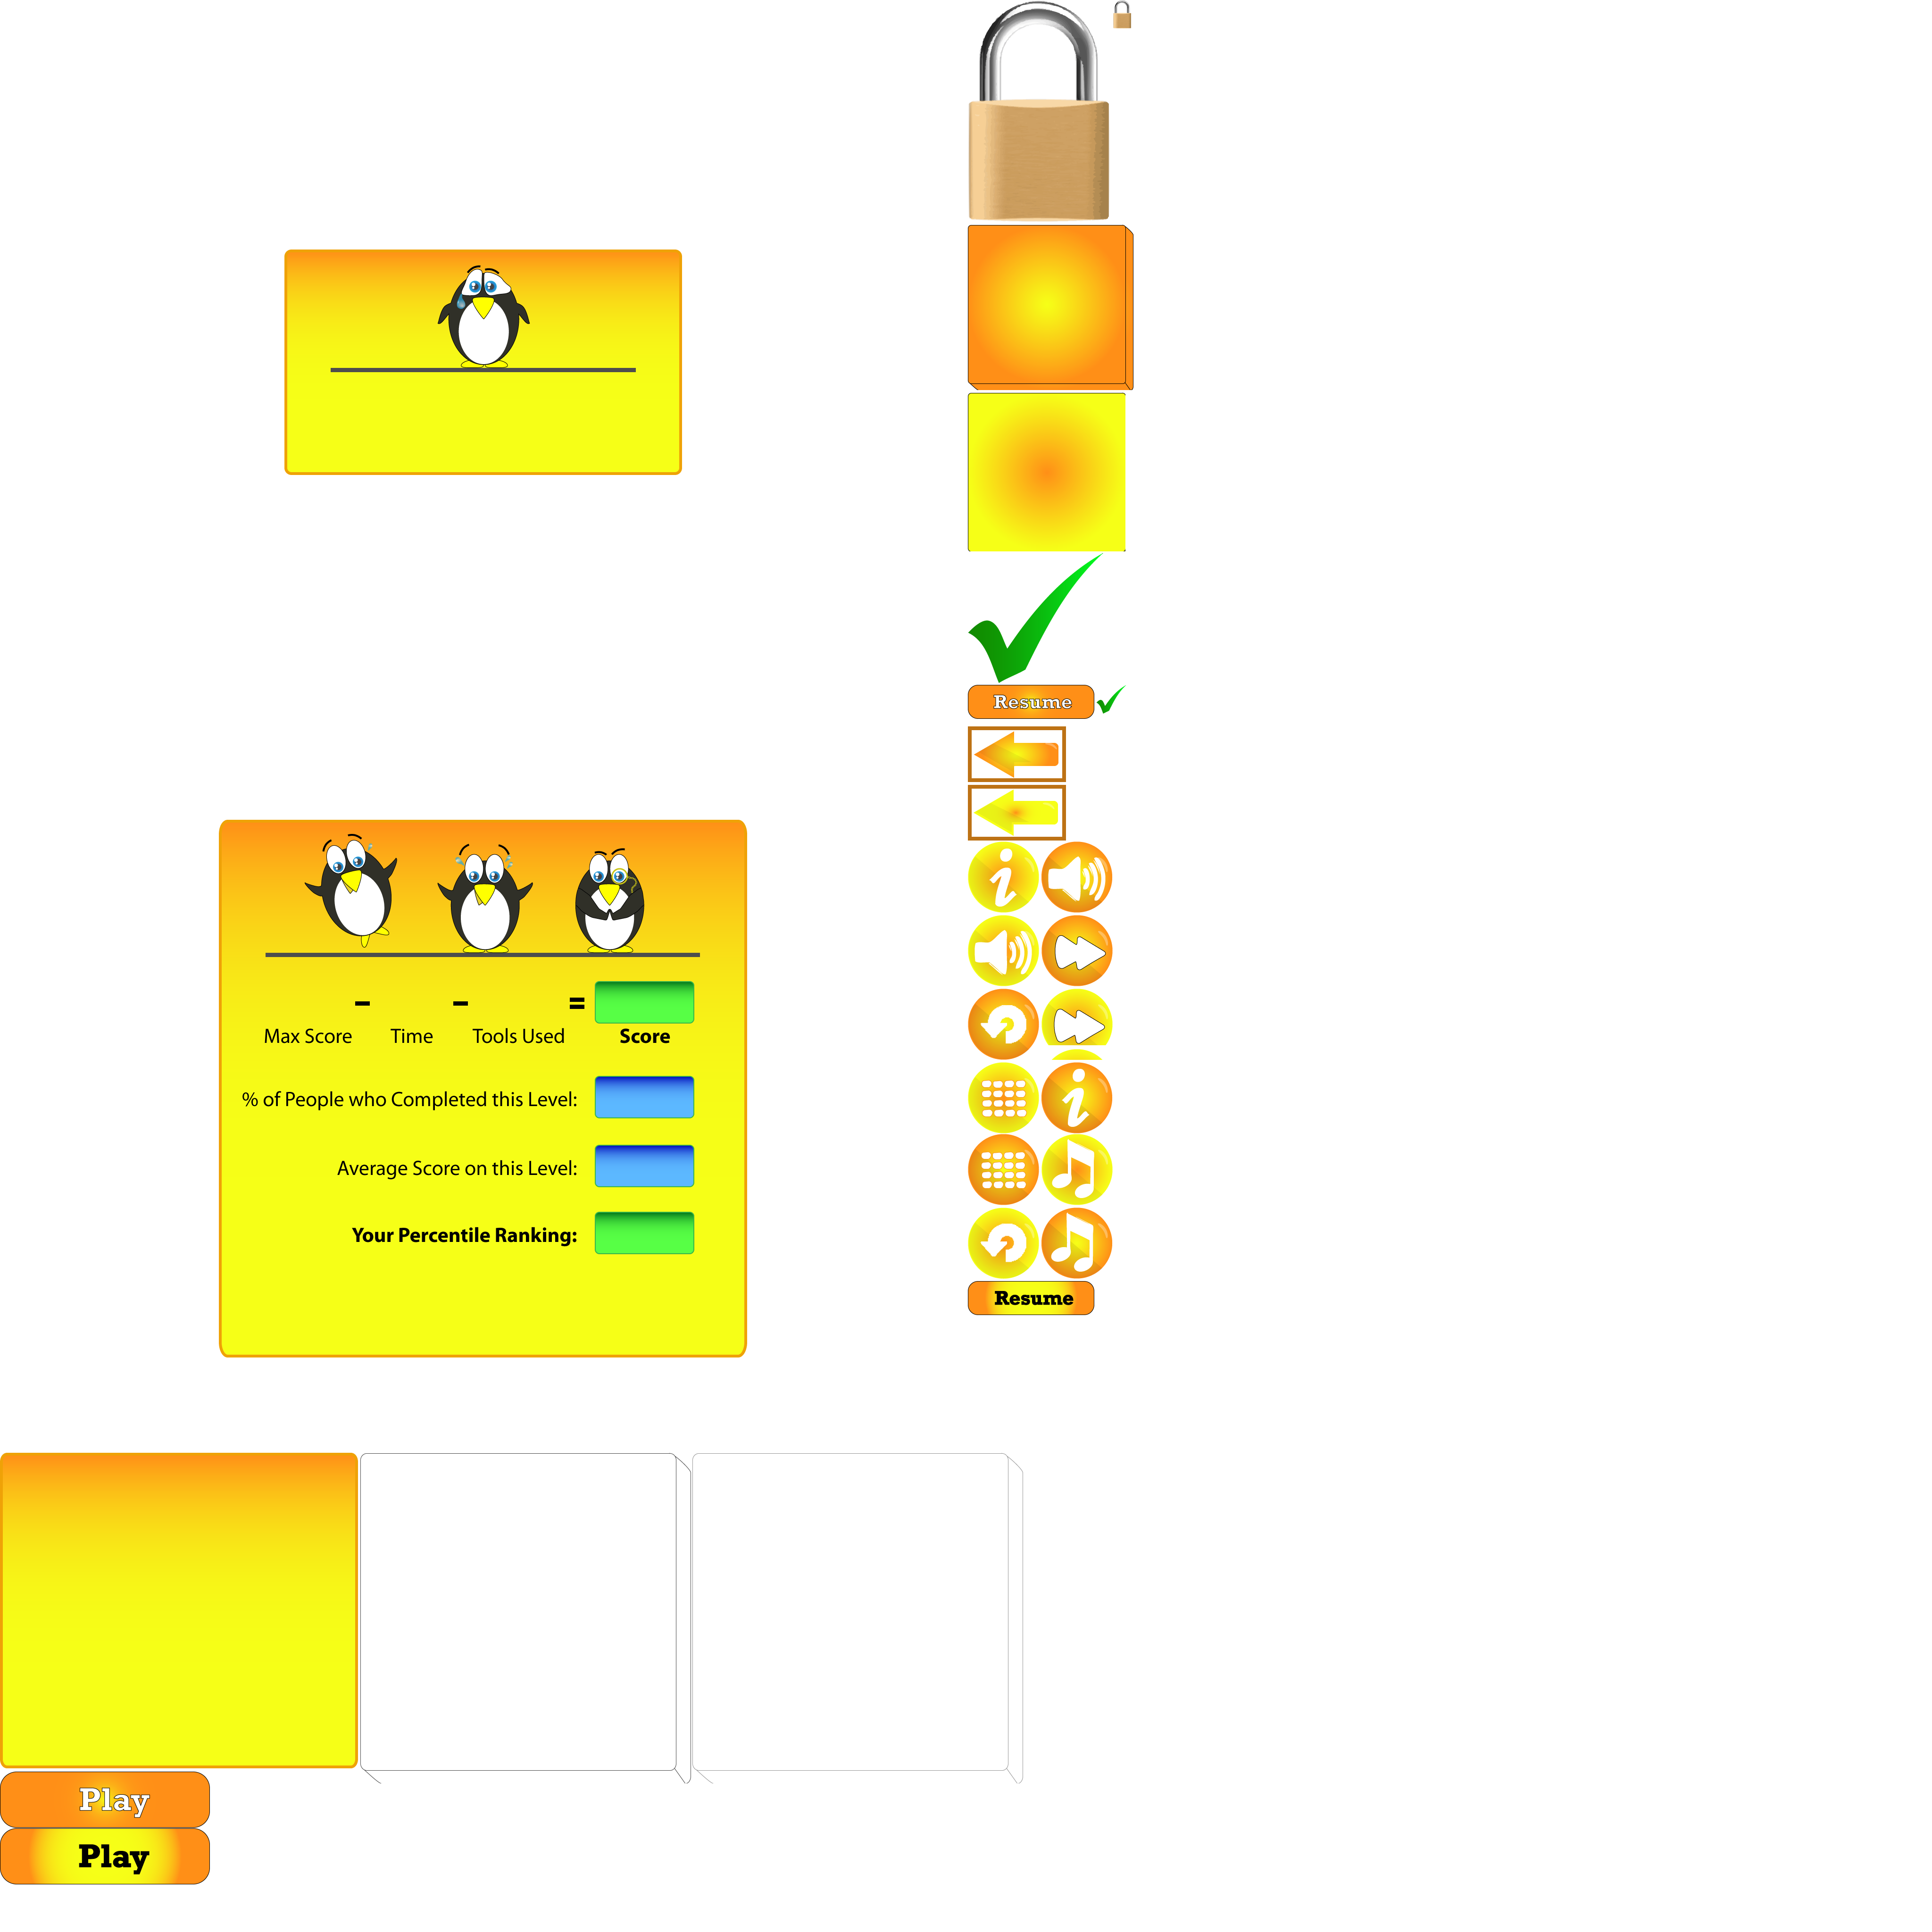 Resume
- - =
Max Score Time Tools Used Score
% of People who Completed this Level:
Average Score on this Level:
Your Percentile Ranking:
Resume
Play
Play